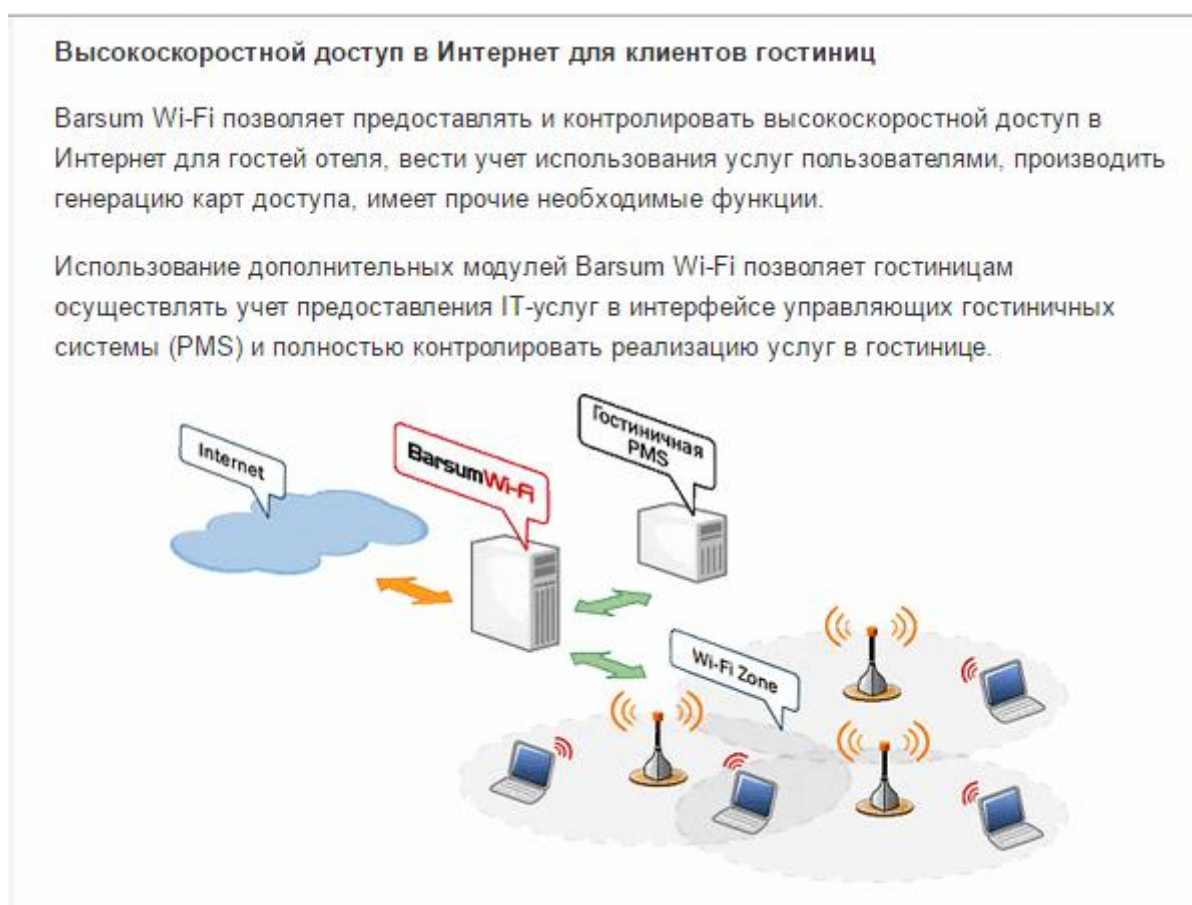 Высокоскоростной доступ в Интернет для клиентов гостиниц
Barsum Wi-Fi позволяет предоставлять и контролировать высокоскоростной доступ в
Интернет для гостей отеля, вести учет использования услуг пользователями, производить
генерацию карт доступа, имеет прочие необходимые функции.
Использование дополнительных модулей Barsum Wi-Fi позволяет гостиницам
осуществлять учет предоставления IT-услуг в интерфейсе управляющих гостиничных
системы (PMS) и полностью контролировать реализацию услуг в гостинице.
Internet
BarsumWi-Fi
Гостиничная
PMS
Wi-Fi Zone